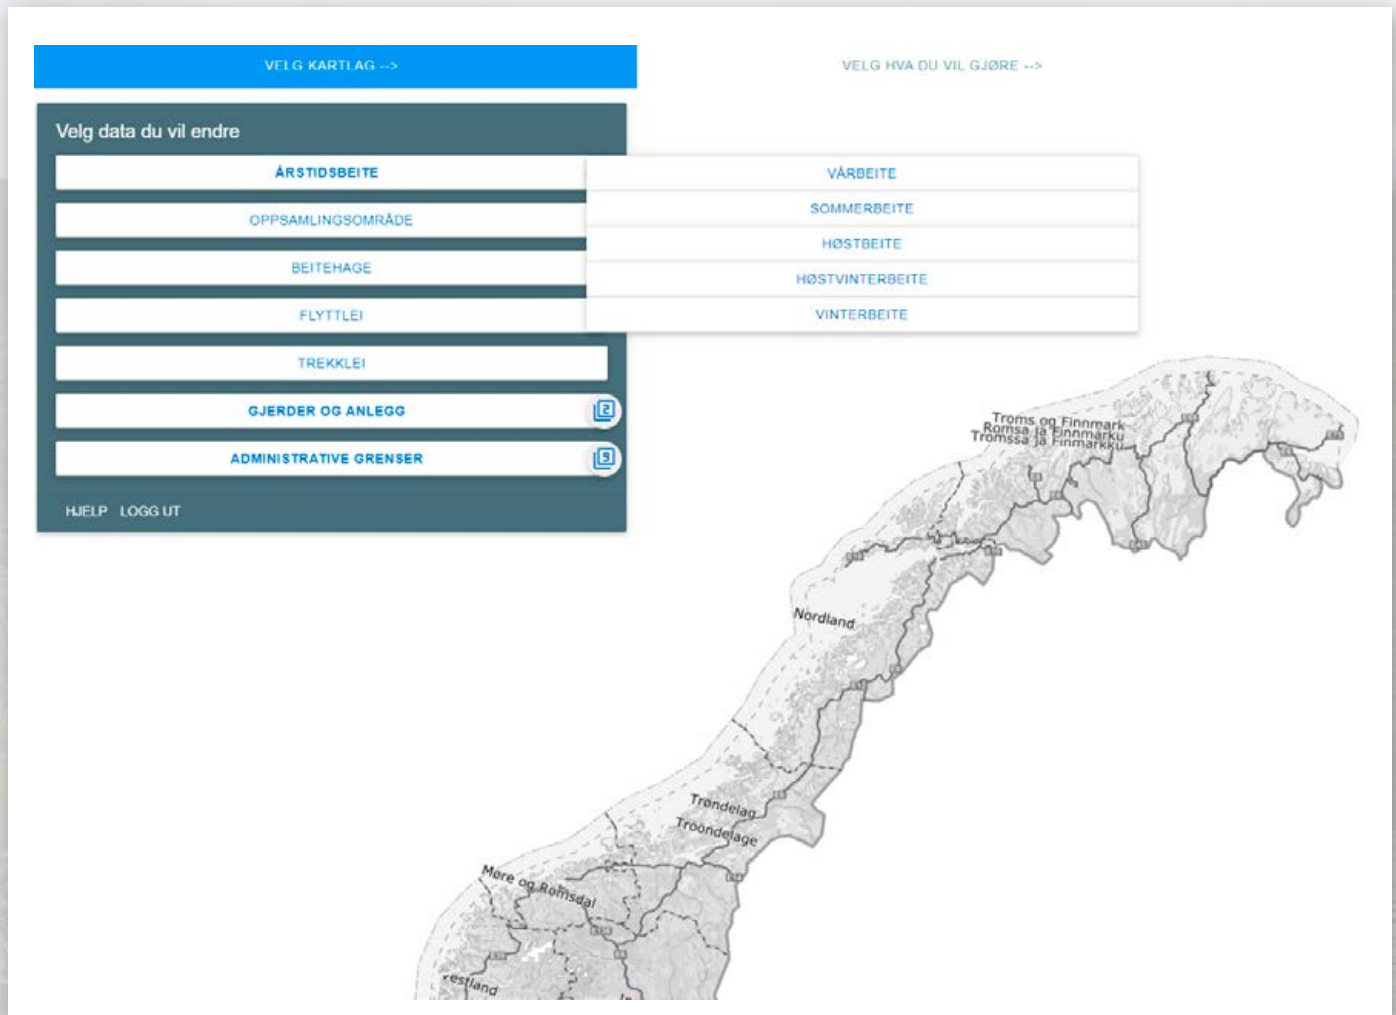 VELG KARTLAG -->
VELG HVA DU VIL GJØRE -->
Velg data du vil endre
ÅRSTIDSBEITE
OPPSAMLINGSOMRÅDE
BEITEHAGE
FLYTTLEI
TREKKLEI
GJERDER OG ANLEGG
2
ADMINISTRATIVE GRENSER
9
HJELP LOGG UT
VÅRBEITE
SOMMERBEITE
HØSTBEITE
HØSTVINTERBEITE
VINTERBEITE
Troms og Finnmark
Romsa ja Finnmárku
Tromssa ja Finmarkku
Nordland
Trøndelag
Trööndelage
Møre og Romsdal